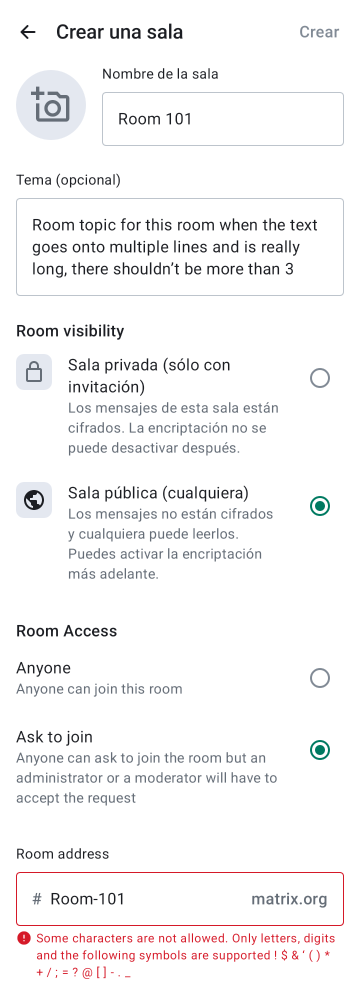 Crear una sala
Crear
Nombre de la sala
Room 101
Tema (opcional)
Room topic for this room when the text
goes onto multiple lines and is really
long, there shouldn't be more than 3
Room visibility
Sala privada (sólo con
invitación)
Los mensajes de esta sala están
cifrados. La encriptación no se
puede desactivar después.
Sala pública (cualquiera)
Los mensajes no están cifrados
y cualquiera puede leerlos.
Puedes activar la encriptación
más adelante.
Room Access
Anyone
Anyone can join this room
Ask to join
Anyone can ask to join the room but an
administrator or a moderator will have to
accept the request
Room address
# Room-101 matrix.org
Some characters are not allowed. Only letters, digits
and the following symbols are supported ! $ & ‘ ( ) *
+ / ; = ? @ [ ] - . _